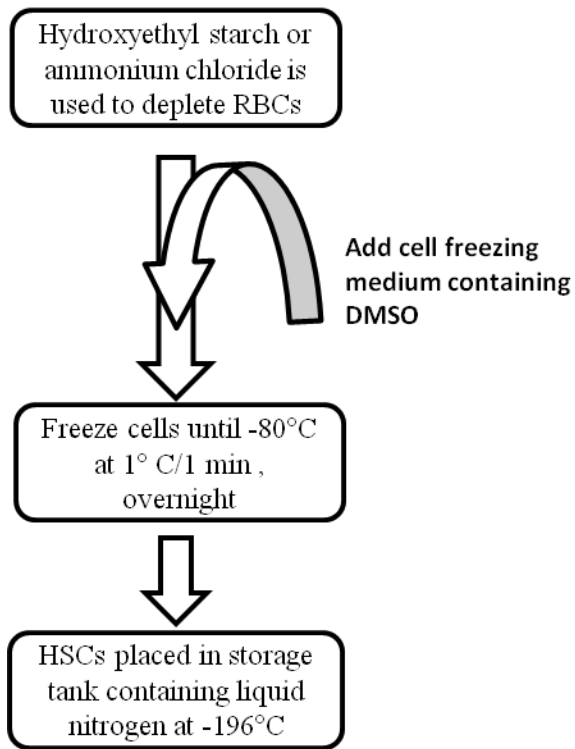 Hydroxyethyl starch or
ammonium chloride is
used to deplete RBCs
Add cell freezing
medium containing
DMSO
Freeze cells until -80°C
at 1° C/1 min ,
overnight
HSCs placed in storage
tank containing liquid
nitrogen at -196°C